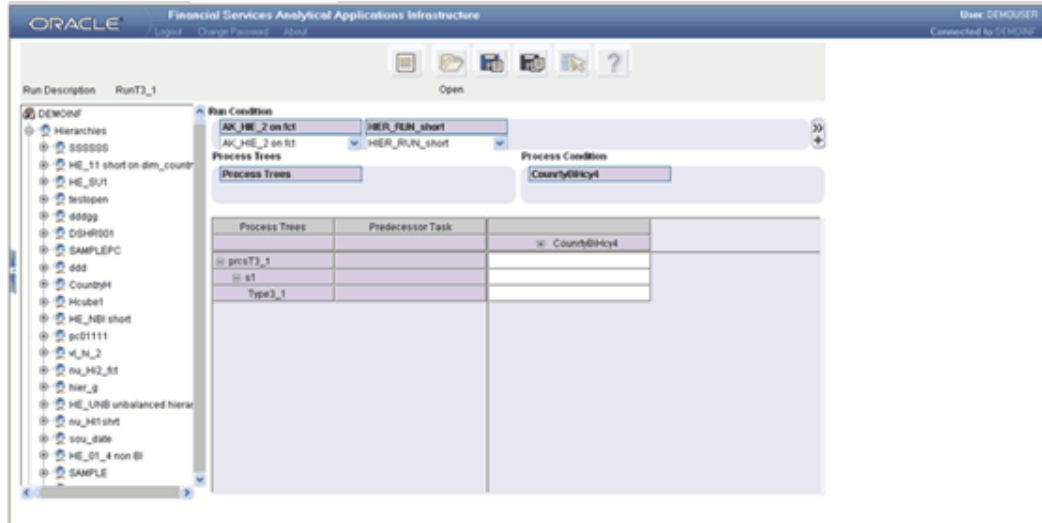 ORACLE
Financial Services Analytical Applications Infrastructure
Logout Change Password About
User: DEMOUSER
Connected to: DEMOINF
Open
Run Description RunT3_1
DEMOINF
Hierarchies
SSSSSS
HE_11 short on dim_countr
HE_SU1
testopen
dddgg
DSHR001
SAMPLEPC
ddd
CountryH
Hcube1
HE_NBI short
pc01111
vl_hi_2
nu_Hi2_fct
hier_g
HE_UNB unbalanced hierar
nu_HI1shrt
sou_date
HE_01_4 non BI
SAMPLE
Run Condition
AK_HIE_2 on fct HIER_RUN_short
AK_HIE_2 on fct HIER_RUN_short
Process Trees Process Condition
Process Trees CounrtyBIHcy4
Process Trees Predecessor Task
CounrtyBIHcy4
prcsT3_1
s1
Type3_1